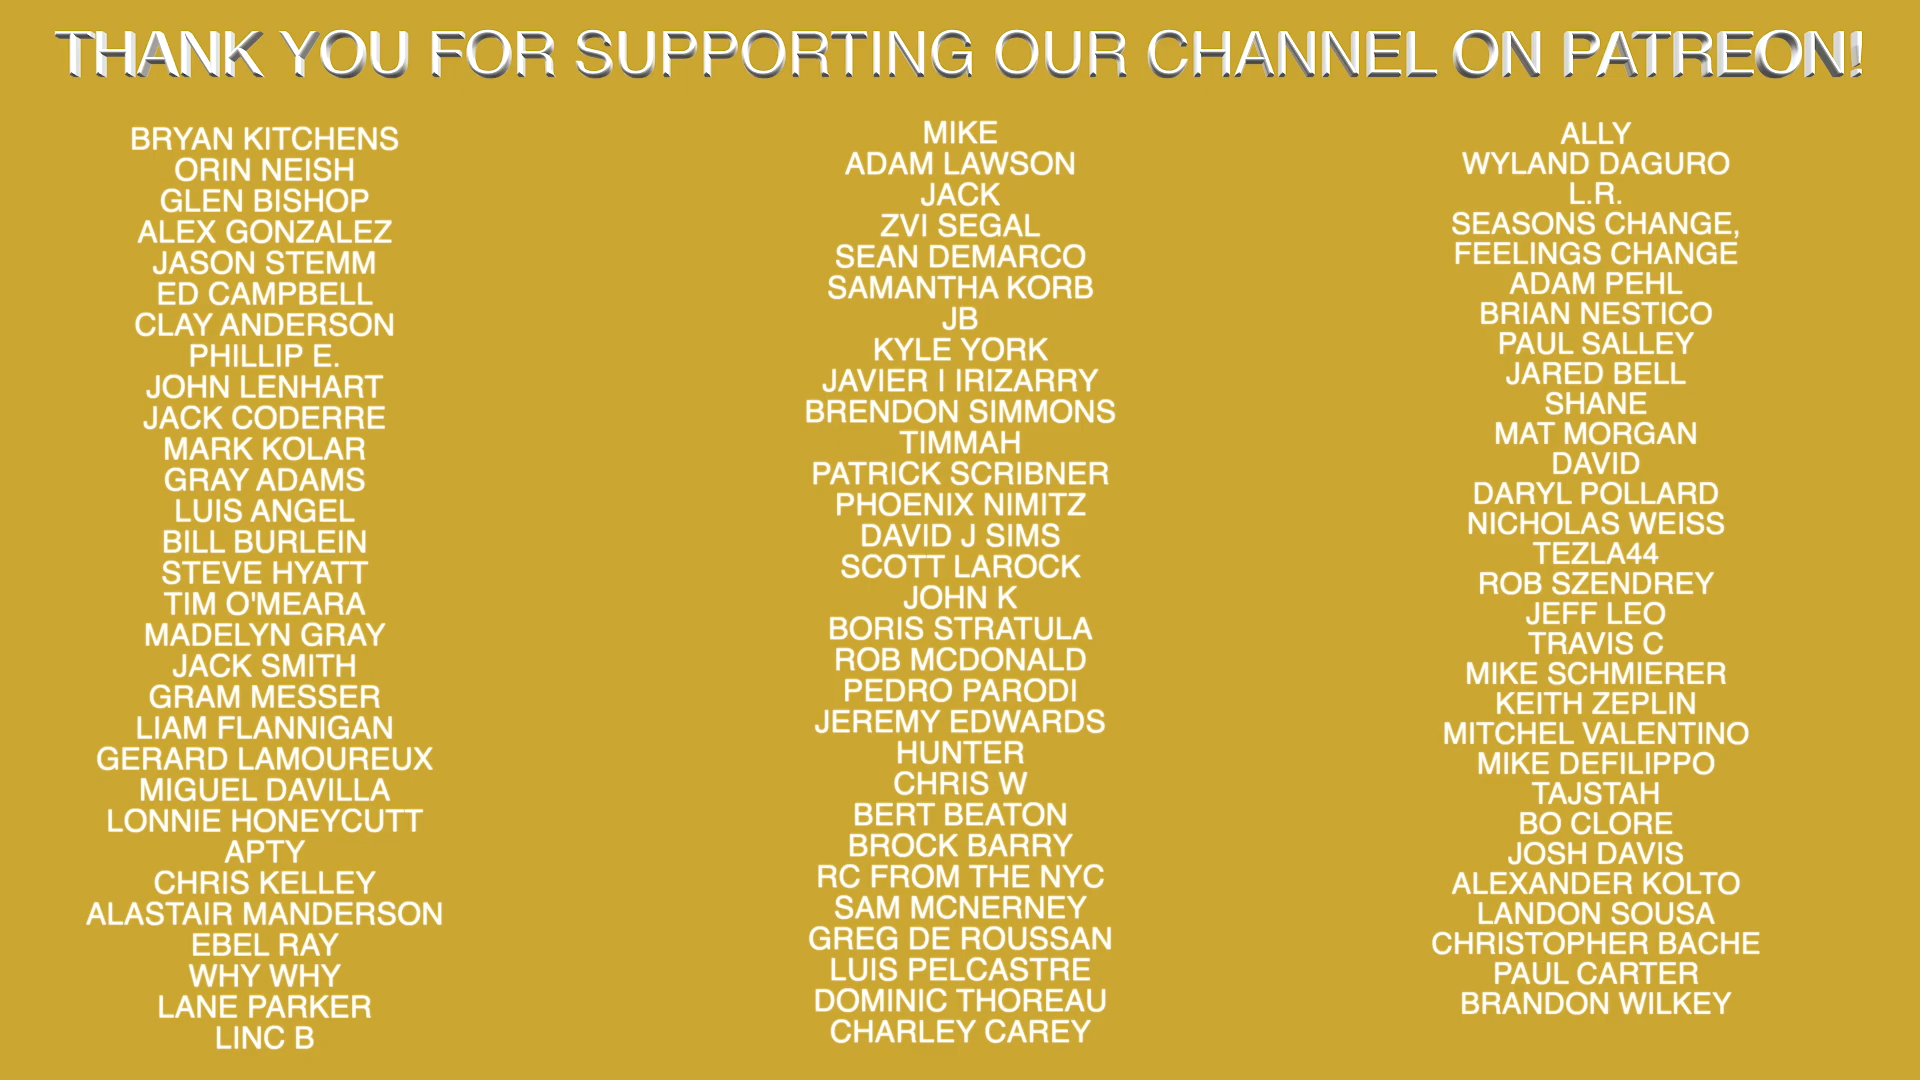 THANK YOU FOR SUPPORTING OUR CHANNEL ON PATREON!
BRYAN KITCHENS
ORIN NEISH
GLEN BISHOP
ALEX GONZALEZ
JASON STEMM
ED CAMPBELL
CLAY ANDERSON
PHILLIP E.
JOHN LENHART
JACK CODERRE
MARK KOLAR
GRAY ADAMS
LUIS ANGEL
BILL BURLEIN
STEVE HYATT
TIM O'MEARA
MADELYN GRAY
JACK SMITH
GRAM MESSER
LIAM FLANNIGAN
GERARD LAMOUREUX
MIGUEL DAVILLA
LONNIE HONEYCUTT
APTY
CHRIS KELLEY
ALASTAIR MANDERSON
EBEL RAY
WHY WHY
LANE PARKER
LINC B
MIKE
ADAM LAWSON
JACK
ZVI SEGAL
SEAN DEMARCO
SAMANTHA KORB
JB
KYLE YORK
JAVIER I IRIZARRY
BRENDON SIMMONS
TIMMAH
PATRICK SCRIBNER
PHOENIX NIMITZ
DAVID J SIMS
SCOTT LAROCK
JOHN K
BORIS STRATULA
ROB MCDONALD
PEDRO PARODI
JEREMY EDWARDS
HUNTER
CHRIS W
BERT BEATON
BROCK BARRY
RC FROM THE NYC
SAM MCNERNEY
GREG DE ROUSSAN
LUIS PELCASTRE
DOMINIC THOREAU
CHARLEY CAREY
ALLY
WYLAND DAGURO
L.R.
SEASONS CHANGE,
FEELINGS CHANGE
ADAM PEHL
BRIAN NESTICO
PAUL SALLEY
JARED BELL
SHANE
MAT MORGAN
DAVID
DARYL POLLARD
NICHOLAS WEISS
TEZLA44
ROB SZENDREY
JEFF LEO
TRAVIS C
MIKE SCHMIERER
KEITH ZEPLIN
MITCHEL VALENTINO
MIKE DEFILIPPO
TAJSTAH
BO CLORE
JOSH DAVIS
ALEXANDER KOLTO
LANDON SOUSA
CHRISTOPHER BACHE
PAUL CARTER
BRANDON WILKEY